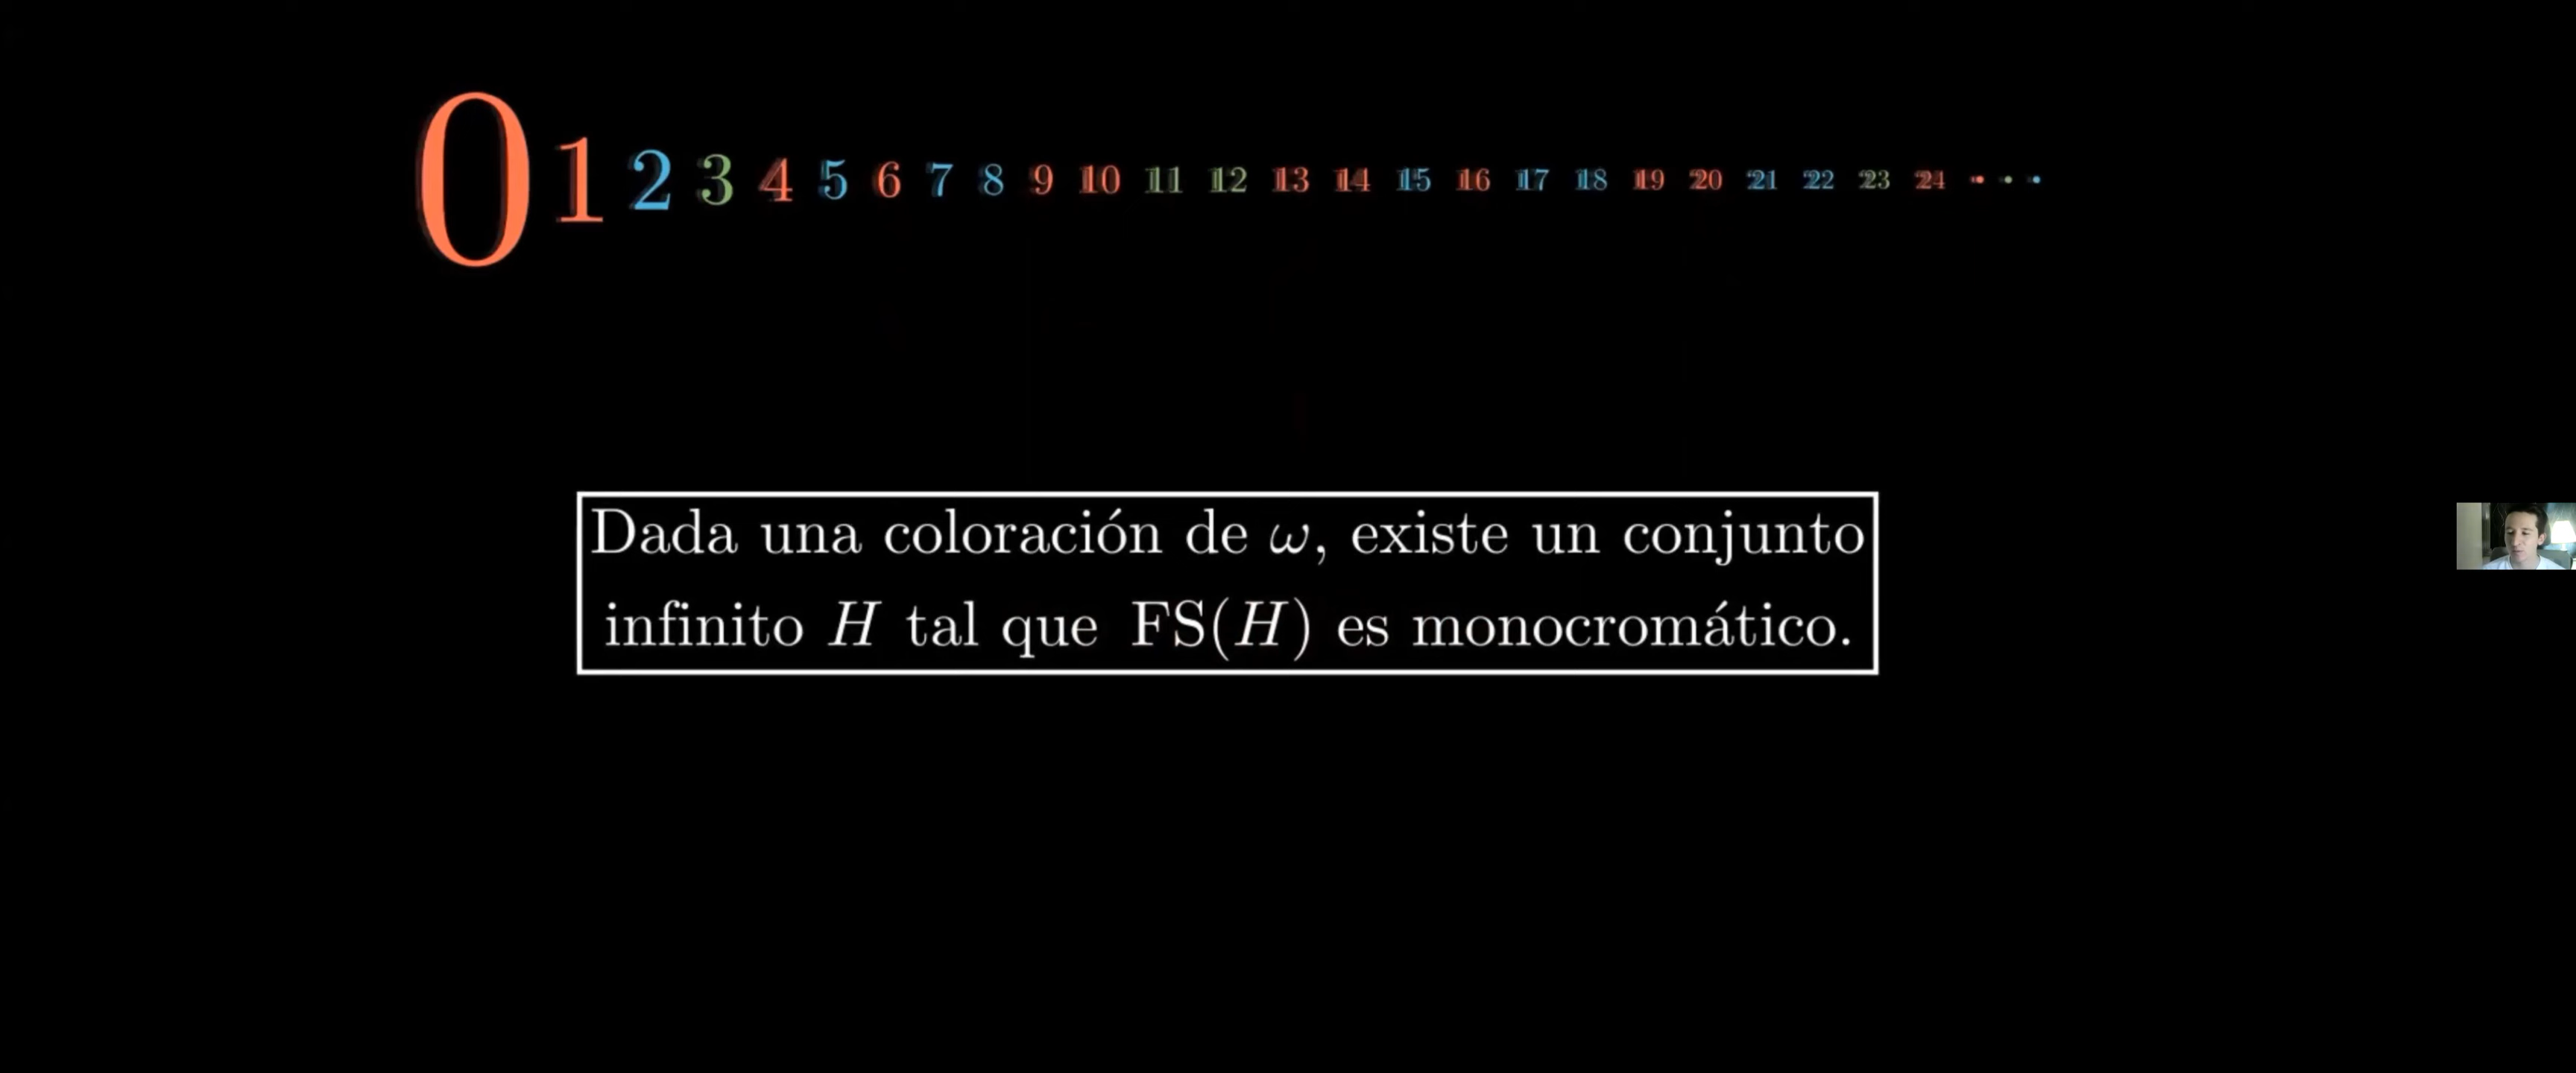 0 1 2 3 4 5 6 7 8 9 10 11 12 13 14 15 16 17 18 19 20 21 22 23 24 ...
Dada una coloración de ω, existe un conjunto
infinito H tal que FS(H) es monocromático.